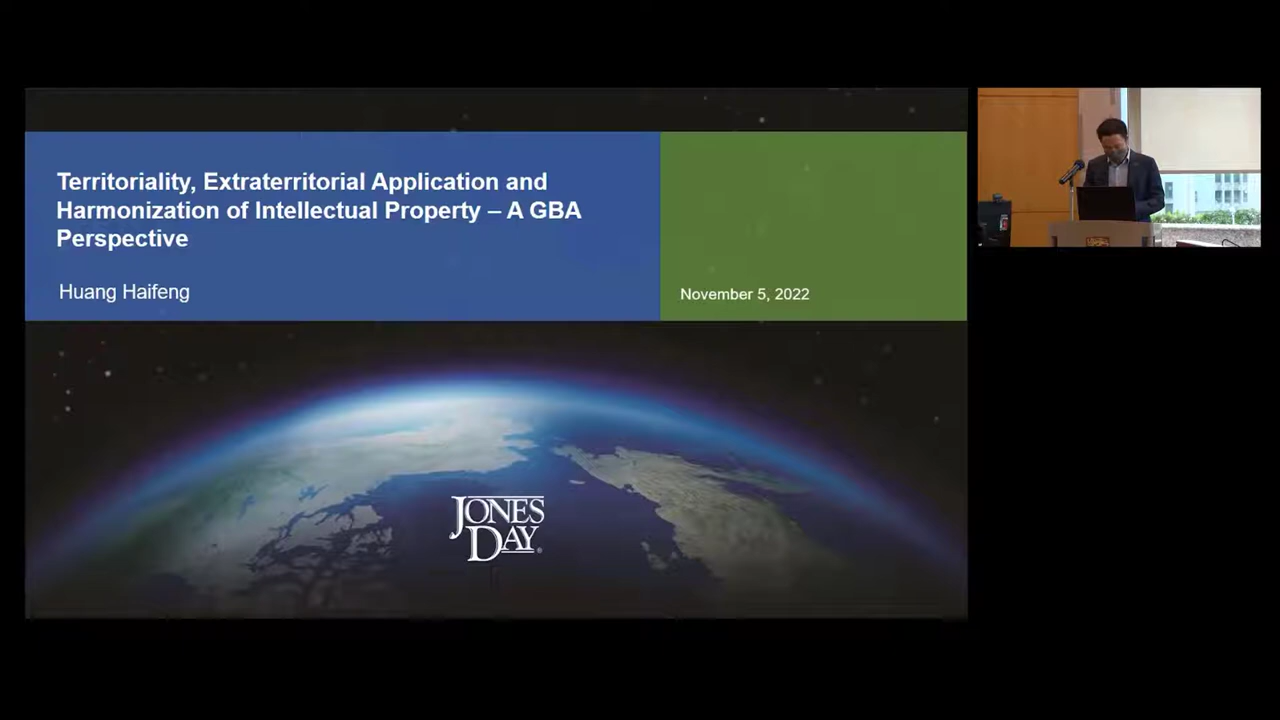 Territoriality, Extraterritorial Application and
Harmonization of Intellectual Property – A GBA
Perspective
Huang Haifeng
November 5, 2022
JONES
DAY®